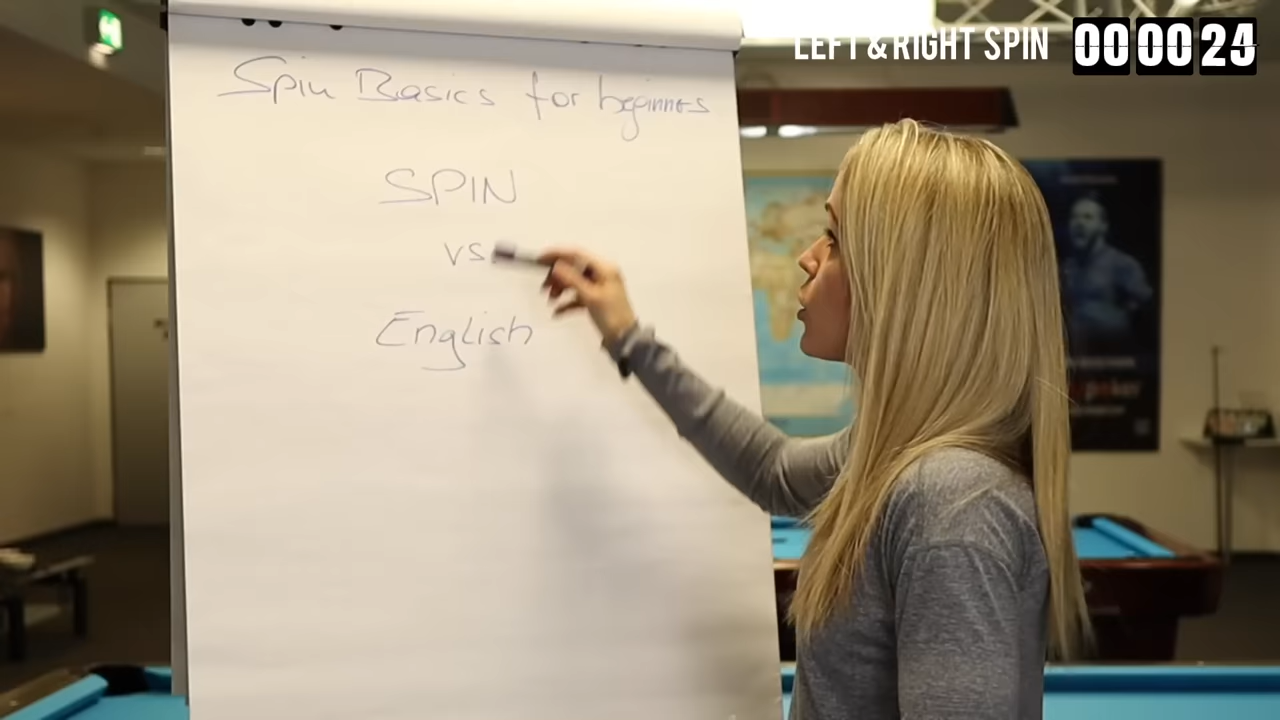 LEFT & RIGHT SPIN 00 00 24
Spin Basics for beginners
SPIN
vs.
English